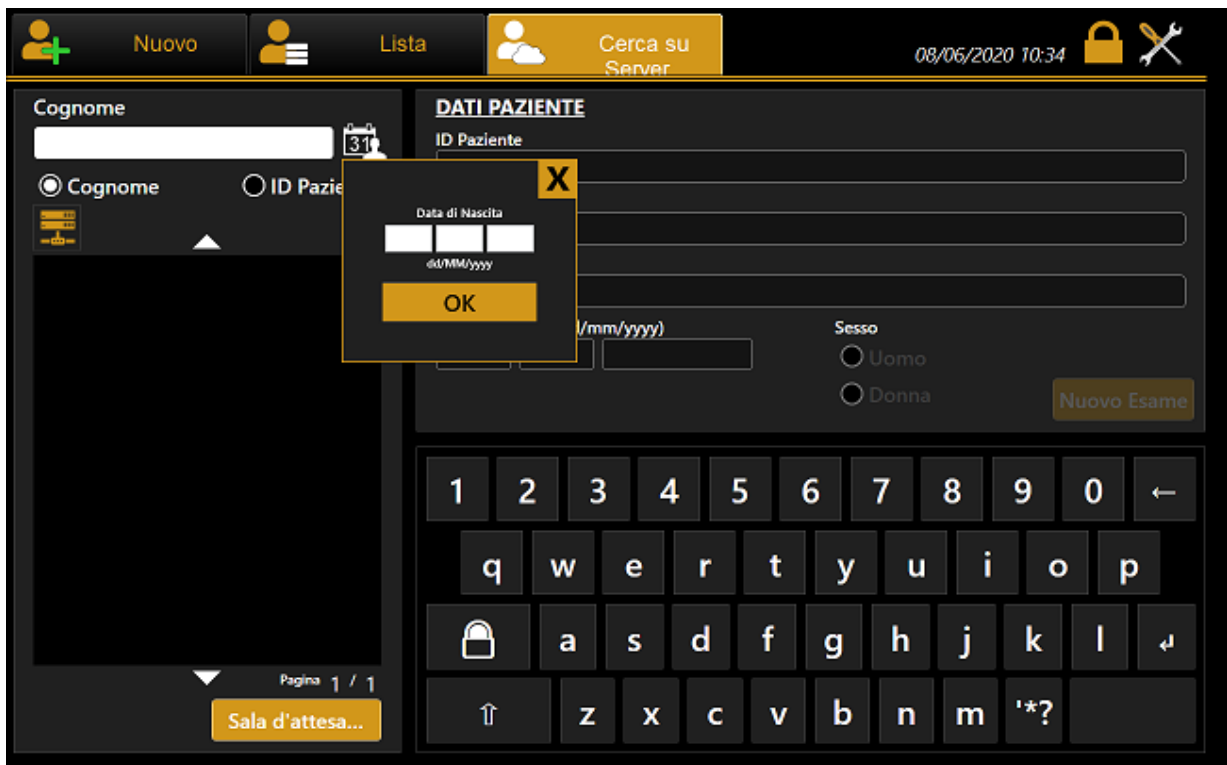 Nuovo
Lista
Cerca su
Server
08/06/2020 10:34
Cognome
31
Cognome
ID Pazie
DATI PAZIENTE
ID Paziente
X
Data di Nascita
dd/MM/yyyy
OK
/mm/yyyy)
Sesso
Uomo
Donna
Nuovo Esame
Pagina 1 / 1
Sala d'attesa...
1 2 3 4 5 6 7 8 9 0 ←
q w e r t y u i o p
a s d f g h j k l ↲
⇧ z x c v b n m '*?